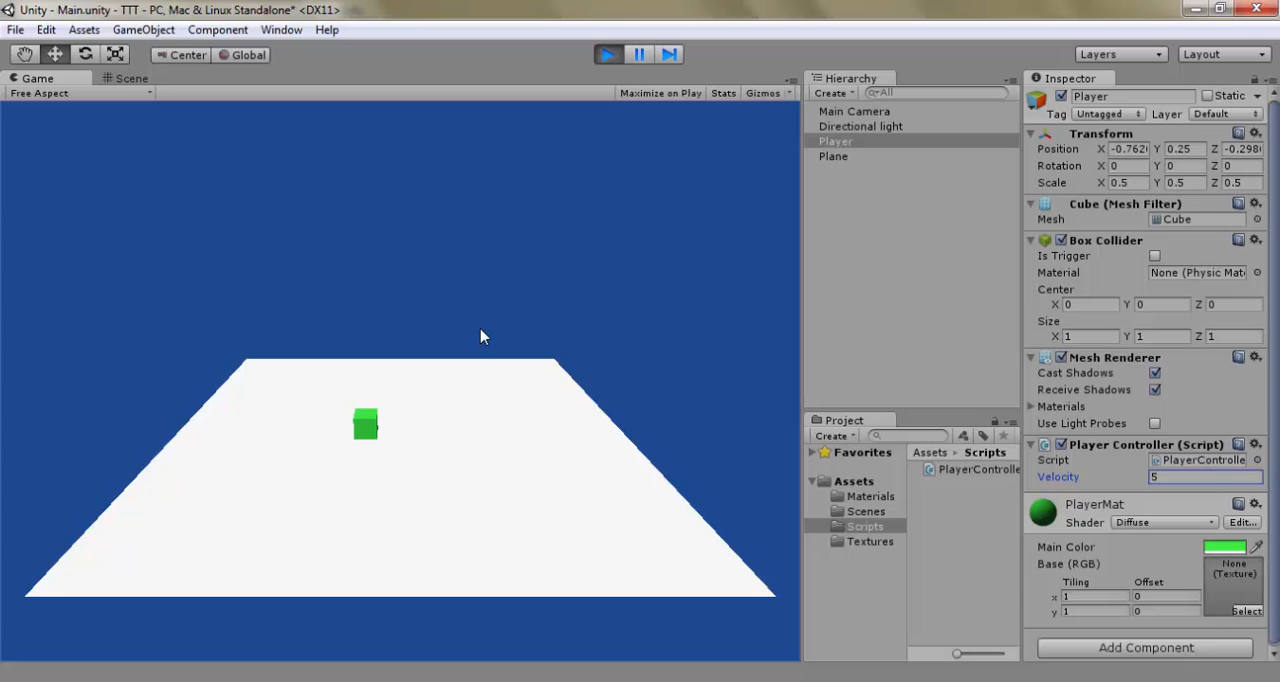 Unity - Main.unity - TTT - PC, Mac & Linux Standalone* <DX11>
File Edit Assets GameObject Component Window Help
Center Global Layers Layout
Game Scene
Free Aspect Maximize on Play Stats Gizmos
Hierarchy
Create All
Main Camera
Directional light
Player
Plane
Project
Create
Favorites
Assets
Materials
Scenes
Scripts
Textures
Assets Scripts
PlayerControlle
Inspector
Player Static
Tag Untagged Layer Default
Transform
Position X -0.762 Y 0.25 Z -0.298
Rotation X 0 Y 0 Z 0
Scale X 0.5 Y 0.5 Z 0.5
Cube (Mesh Filter)
Mesh Cube
Box Collider
Is Trigger
Material None (Physic Mat
Center
X 0 Y 0 Z 0
Size
X 1 Y 1 Z 1
Mesh Renderer
Cast Shadows
Receive Shadows
Materials
Use Light Probes
Player Controller (Script)
Script PlayerControlle
Velocity 5
PlayerMat
Shader Diffuse Edit...
Main Color
Base (RGB) None
(Texture)
Tiling Offset
x 1 0
y 1 0
Select
Add Component